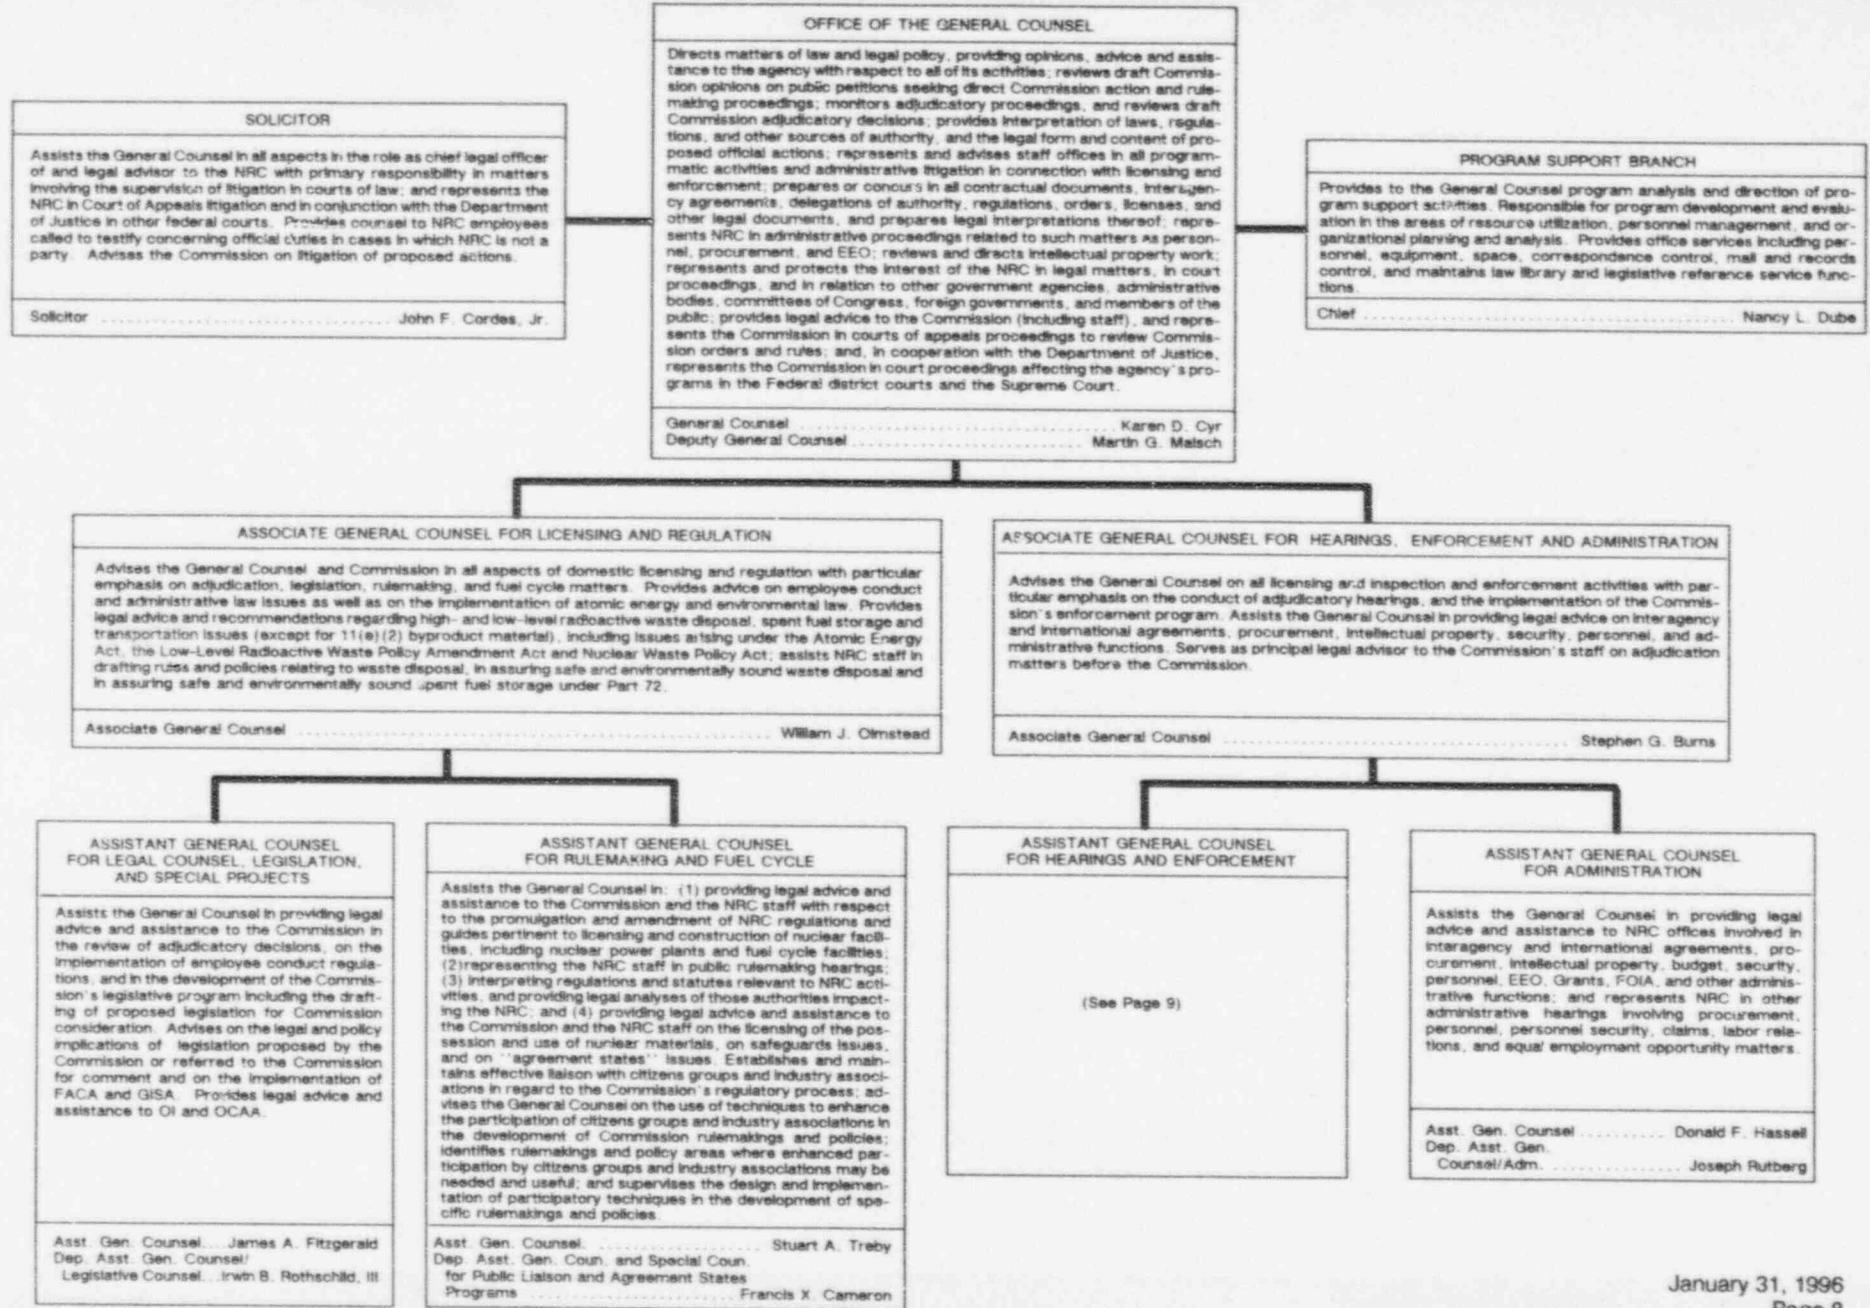 OFFICE OF THE GENERAL COUNSEL
Directs matters of law and legal policy, providing opinions, advice and assis-
tance to the agency with respect to all of its activities; reviews draft Commis-
sion opinions on public petitions seeking direct Commission action and rule-
making proceedings; monitors adjudicatory proceedings, and reviews draft
Commission adjudicatory decisions; provides interpretation of laws, regula-
tions, and other sources of authority, and the legal form and content of pro-
posed official actions; represents and advises staff offices in all program-
matic activities and administrative litigation in connection with licensing and
enforcement; prepares or concurs in all contractual documents, interagen-
cy agreements, delegations of authority, regulations, orders, licenses, and
other legal documents, and prepares legal interpretations thereof; repre-
sents NRC in administrative proceedings related to such matters as person-
nel, procurement, and EEO; reviews and directs intellectual property work;
represents and protects the interest of the NRC in legal matters, in court
proceedings, and in relation to other government agencies, administrative
bodies, committees of Congress, foreign governments, and members of the
public; provides legal advice to the Commission (including staff), and repre-
sents the Commission in courts of appeals proceedings to review Commis-
sion orders and rules; and, in cooperation with the Department of Justice,
represents the Commission in court proceedings affecting the agency's pro-
grams in the Federal district courts and the Supreme Court.
General Counsel .......... Karen D. Cyr
Deputy General Counsel .......... Martin G. Malsch
SOLICITOR
Assists the General Counsel in all aspects in the role as chief legal officer
of and legal advisor to the NRC with primary responsibility in matters
involving the supervision of litigation in courts of law; and represents the
NRC in Court of Appeals litigation and in conjunction with the Department
of Justice in other federal courts. Provides counsel to NRC employees
called to testify concerning official duties in cases in which NRC is not a
party. Advises the Commission on litigation of proposed actions.
Solicitor .......... John F. Cordes, Jr.
PROGRAM SUPPORT BRANCH
Provides to the General Counsel program analysis and direction of pro-
gram support activities. Responsible for program development and evalu-
ation in the areas of resource utilization, personnel management, and or-
ganizational planning and analysis. Provides office services including per-
sonnel, equipment, space, correspondence control, mail and records
control, and maintains law library and legislative reference service func-
tions.
Chief .......... Nancy L. Dube
ASSOCIATE GENERAL COUNSEL FOR LICENSING AND REGULATION
Advises the General Counsel and Commission in all aspects of domestic licensing and regulation with particular
emphasis on adjudication, legislation, rulemaking, and fuel cycle matters. Provides advice on employee conduct
and administrative law issues as well as on the implementation of atomic energy and environmental law. Provides
legal advice and recommendations regarding high- and low-level radioactive waste disposal, spent fuel storage and
transportation issues (except for 11(e)(2) byproduct material), including issues arising under the Atomic Energy
Act, the Low-Level Radioactive Waste Policy Amendment Act and Nuclear Waste Policy Act; assists NRC staff in
drafting rules and policies relating to waste disposal, in assuring safe and environmentally sound waste disposal and
in assuring safe and environmentally sound spent fuel storage under Part 72.
Associate General Counsel .......... William J. Olmstead
ASSOCIATE GENERAL COUNSEL FOR HEARINGS, ENFORCEMENT AND ADMINISTRATION
Advises the General Counsel on all licensing and inspection and enforcement activities with par-
ticular emphasis on the conduct of adjudicatory hearings, and the implementation of the Commis-
sion's enforcement program. Assists the General Counsel in providing legal advice on interagency
and international agreements, procurement, intellectual property, security, personnel, and ad-
ministrative functions. Serves as principal legal advisor to the Commission's staff on adjudication
matters before the Commission.
Associate General Counsel .......... Stephen G. Burns
ASSISTANT GENERAL COUNSEL
FOR LEGAL COUNSEL, LEGISLATION,
AND SPECIAL PROJECTS
Assists the General Counsel in providing legal
advice and assistance to the Commission in
the review of adjudicatory decisions, on the
implementation of employee conduct regula-
tions, and in the development of the Commis-
sion's legislative program including the draft-
ing of proposed legislation for Commission
consideration. Advises on the legal and policy
implications of legislation proposed by the
Commission or referred to the Commission
for comment and on the implementation of
FACA and GISA. Provides legal advice and
assistance to OI and OCAA.
Asst. Gen. Counsel....James A. Fitzgerald
Dep. Asst. Gen. Counsel/
Legislative Counsel...Irwin B. Rothschild, III
ASSISTANT GENERAL COUNSEL
FOR RULEMAKING AND FUEL CYCLE
Assists the General Counsel in: (1) providing legal advice and
assistance to the Commission and the NRC staff with respect
to the promulgation and amendment of NRC regulations and
guides pertinent to licensing and construction of nuclear facili-
ties, including nuclear power plants and fuel cycle facilities;
(2)representing the NRC staff in public rulemaking hearings;
(3) interpreting regulations and statutes relevant to NRC acti-
vities, and providing legal analyses of those authorities impact-
ing the NRC; and (4) providing legal advice and assistance to
the Commission and the NRC staff on the licensing of the pos-
session and use of nuclear materials, on safeguards issues,
and on "agreement states" issues. Establishes and main-
tains effective liaison with citizens groups and industry associ-
ations in regard to the Commission's regulatory process; ad-
vises the General Counsel on the use of techniques to enhance
the participation of citizens groups and industry associations in
the development of Commission rulemakings and policies;
identifies rulemakings and policy areas where enhanced par-
ticipation by citizens groups and industry associations may be
needed and useful; and supervises the design and implemen-
tation of participatory techniques in the development of spe-
cific rulemakings and policies.
Asst. Gen. Counsel. .......... Stuart A. Treby
Dep. Asst. Gen. Coun. and Special Coun.
for Public Liaison and Agreement States
Programs .......... Francis X. Cameron
ASSISTANT GENERAL COUNSEL
FOR HEARINGS AND ENFORCEMENT
(See Page 9)
ASSISTANT GENERAL COUNSEL
FOR ADMINISTRATION
Assists the General Counsel in providing legal
advice and assistance to NRC offices involved in
interagency and international agreements, pro-
curement, intellectual property, budget, security,
personnel, EEO, Grants, FOIA, and other adminis-
trative functions; and represents NRC in other
administrative hearings involving procurement,
personnel, personnel security, claims, labor rela-
tions, and equal employment opportunity matters.
Asst. Gen. Counsel .......... Donald F. Hassell
Dep. Asst. Gen.
Counsel/Adm. .......... Joseph Rutberg
January 31, 1996
Page 8